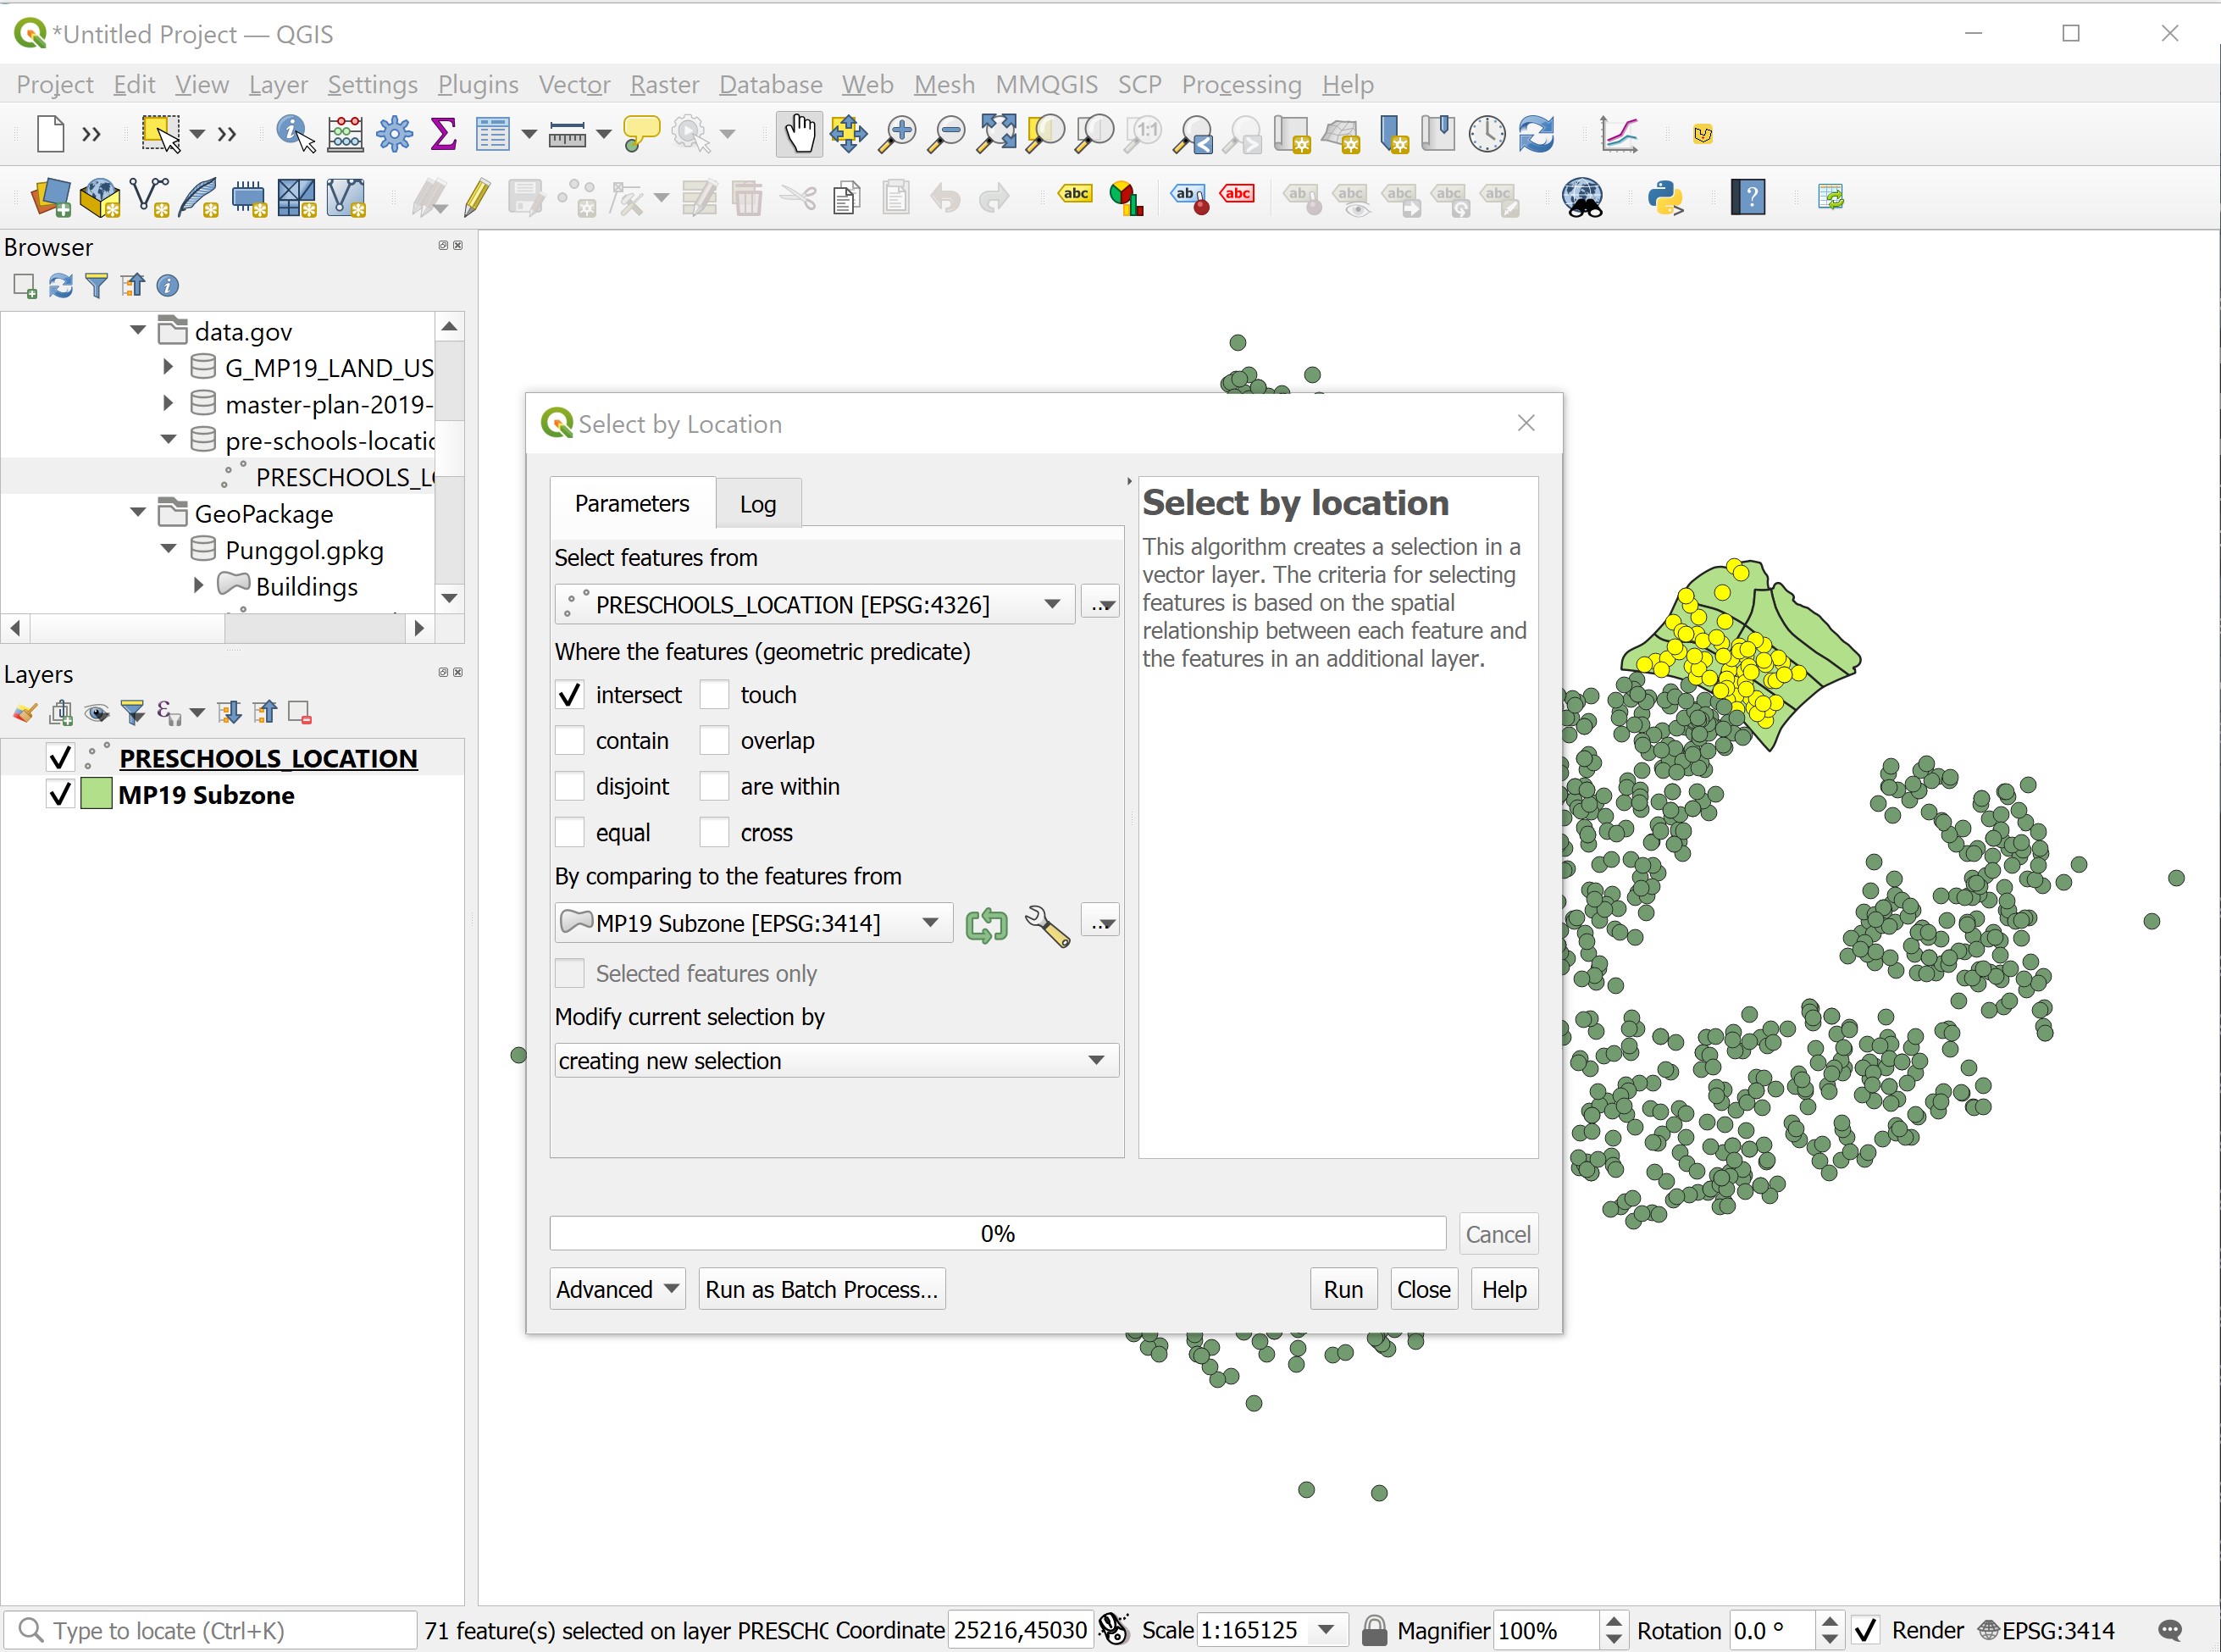 *Untitled Project — QGIS
Project Edit View Layer Settings Plugins Vector Raster Database Web Mesh MMQGIS SCP Processing Help
Browser
data.gov
G_MP19_LAND_US
master-plan-2019-
pre-schools-locatio
PRESCHOOLS_L
GeoPackage
Punggol.gpkg
Buildings
Layers
PRESCHOOLS_LOCATION
MP19 Subzone
Select by Location
Parameters Log
Select features from
PRESCHOOLS_LOCATION [EPSG:4326]
...
Where the features (geometric predicate)
intersect touch
contain overlap
disjoint are within
equal cross
By comparing to the features from
MP19 Subzone [EPSG:3414]
...
Selected features only
Modify current selection by
creating new selection
Select by location
This algorithm creates a selection in a
vector layer. The criteria for selecting
features is based on the spatial
relationship between each feature and
the features in an additional layer.
0%
Cancel
Advanced Run as Batch Process... Run Close Help
Type to locate (Ctrl+K) 71 feature(s) selected on layer PRESCHC Coordinate 25216,45030 Scale 1:165125 Magnifier 100% Rotation 0.0 ° Render EPSG:3414